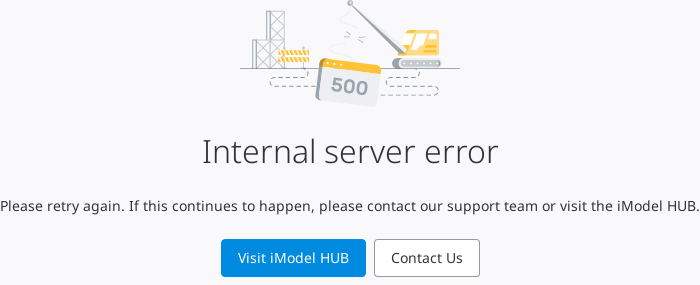 500
Internal server error
Please retry again. If this continues to happen, please contact our support team or visit the iModel HUB.
Visit iModel HUB
Contact Us